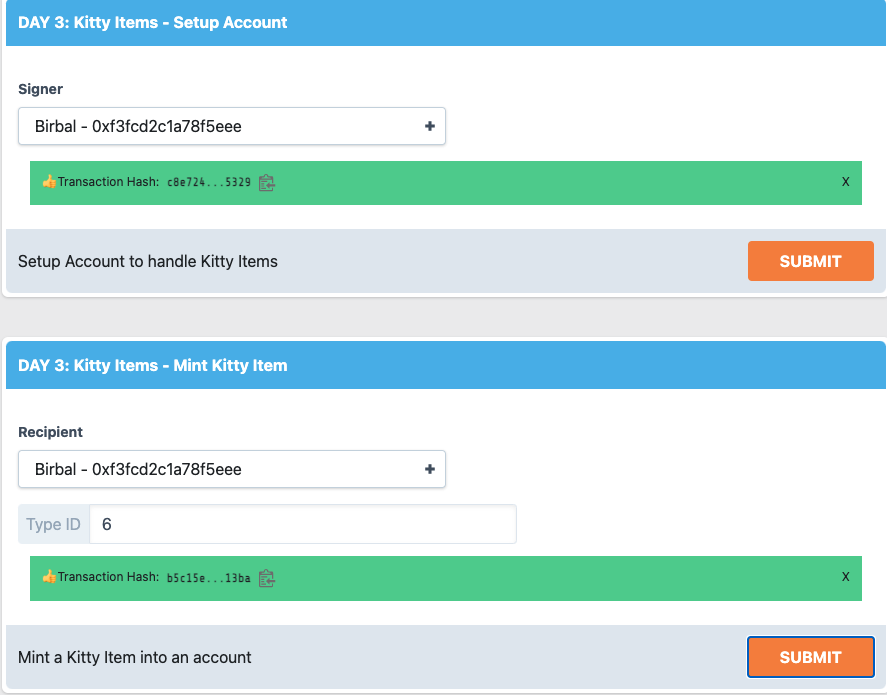 DAY 3: Kitty Items - Setup Account
Signer
Birbal - 0xf3fcd2c1a78f5eee
👍Transaction Hash: c8e724...5329
X
Setup Account to handle Kitty Items
SUBMIT
DAY 3: Kitty Items - Mint Kitty Item
Recipient
Birbal - 0xf3fcd2c1a78f5eee
Type ID 6
👍Transaction Hash: b5c15e...13ba
X
Mint a Kitty Item into an account
SUBMIT